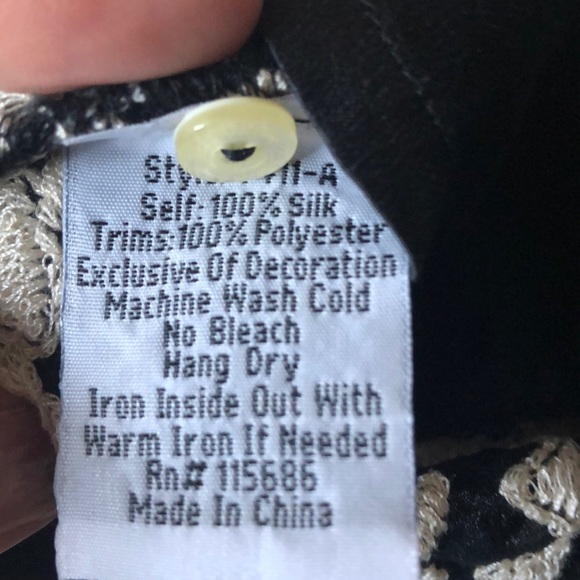 Self: 100% Silk
Trims:100% Polyester
Exclusive Of Decoration
Machine Wash Cold
No Bleach
Hang Dry
Iron Inside Out With
Warm Iron If Needed
Rn# 115686
Made In China